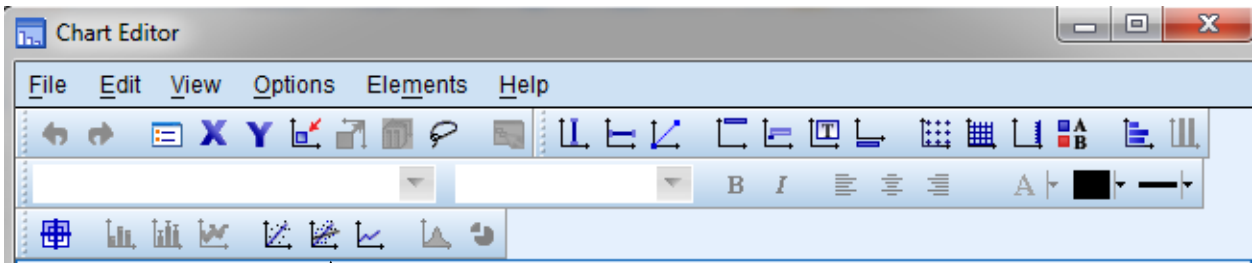 Chart Editor
File Edit View Options Elements Help
X Y T A B
B I A